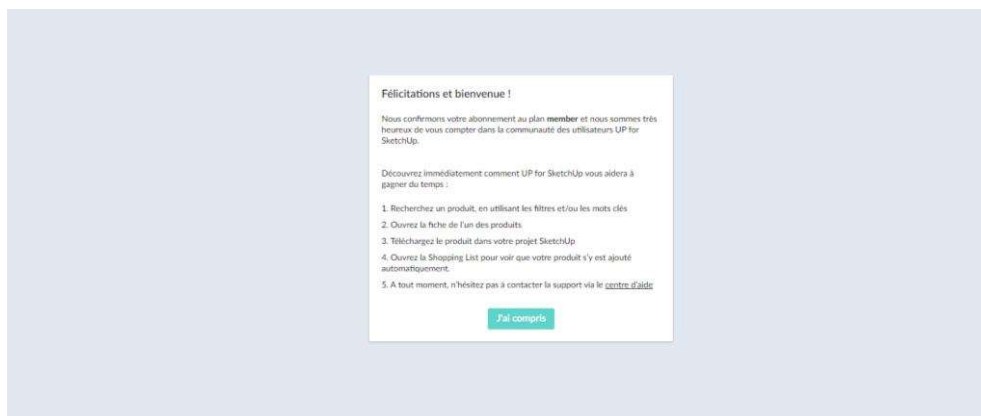 Félicitations et bienvenue !
Nous confirmons votre abonnement au plan member et nous sommes très
heureux de vous compter dans la communauté des utilisateurs UP for
SketchUp.
Découvrez immédiatement comment UP for SketchUp vous aidera à
gagner du temps :
1. Recherchez un produit, en utilisant les filtres et/ou les mots clés
2. Ouvrez la fiche de l'un des produits
3. Téléchargez le produit dans votre projet SketchUp
4. Ouvrez la Shopping List pour voir que votre produit s'y est ajouté
automatiquement.
5. A tout moment, n'hésitez pas à contacter la support via le centre d'aide
J'ai compris